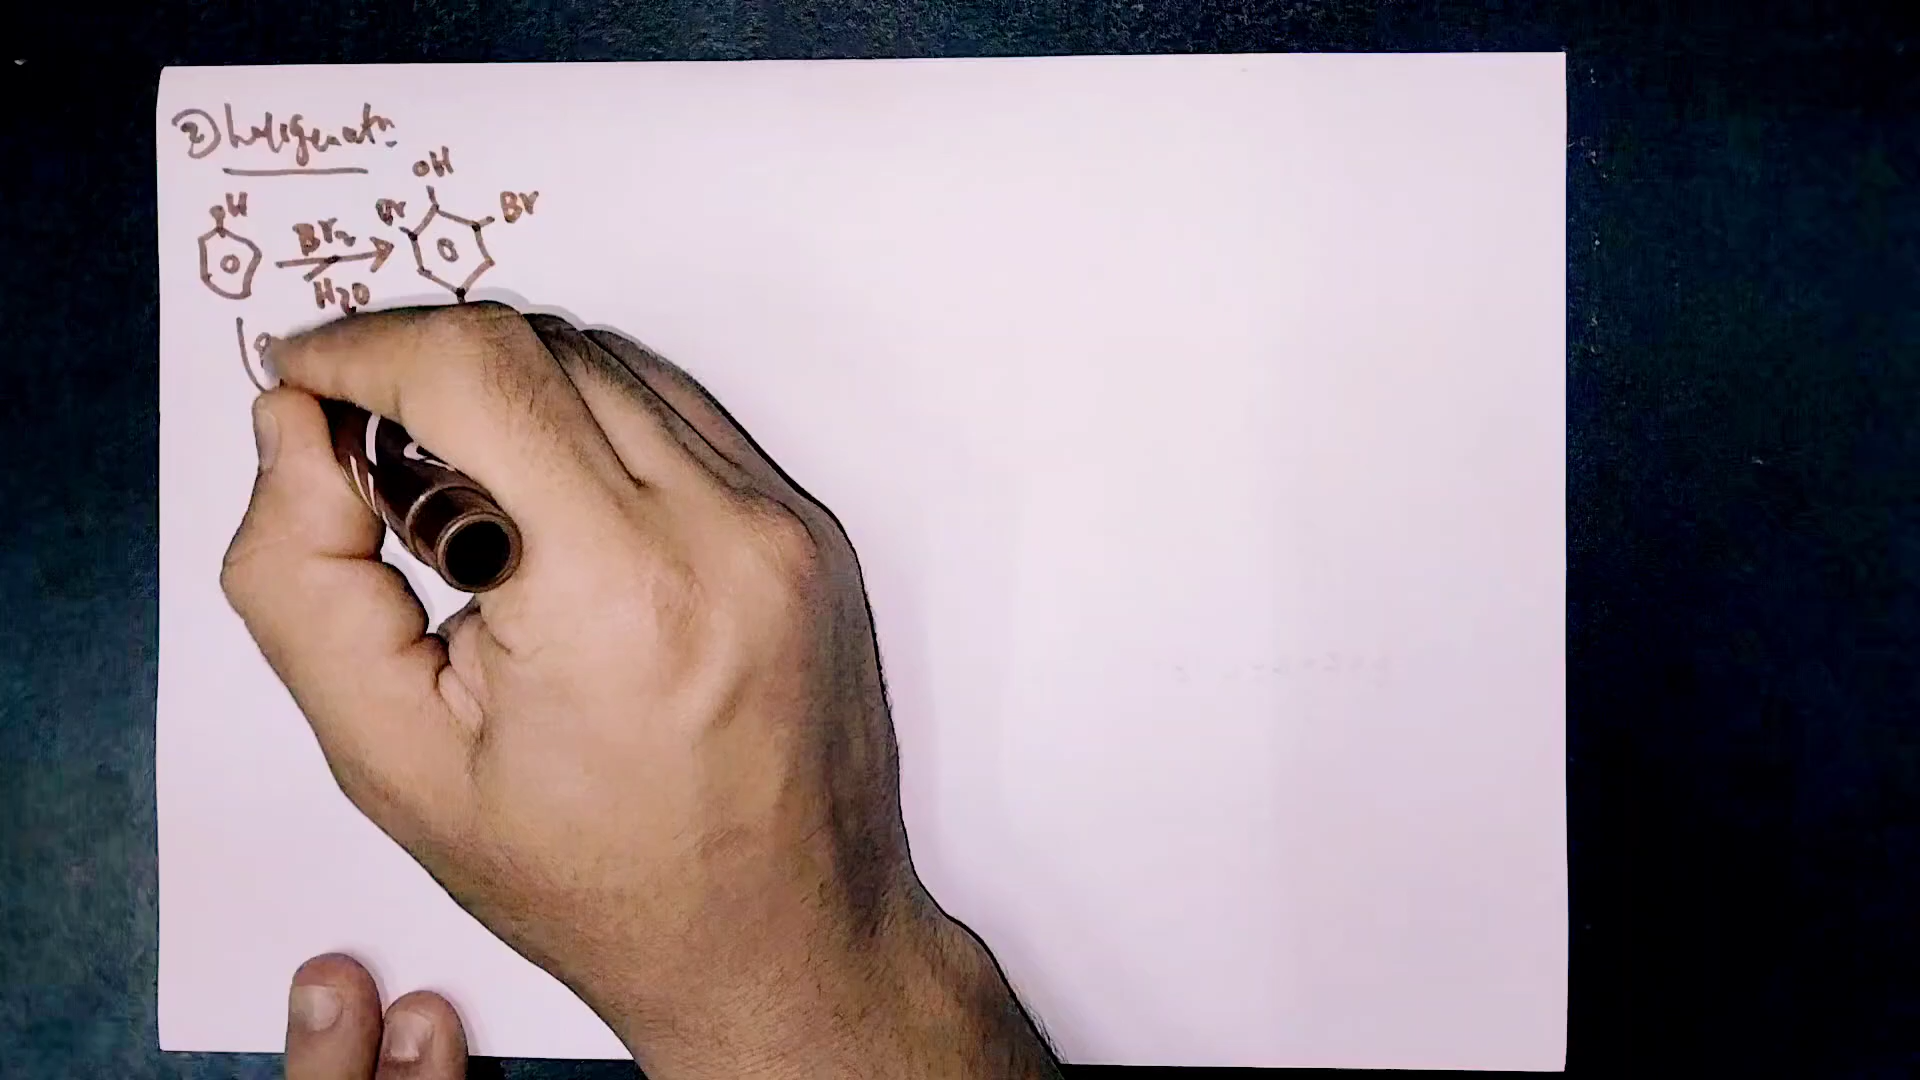 ② halogenatn
OH
OH Br Br
Br₂
H₂O